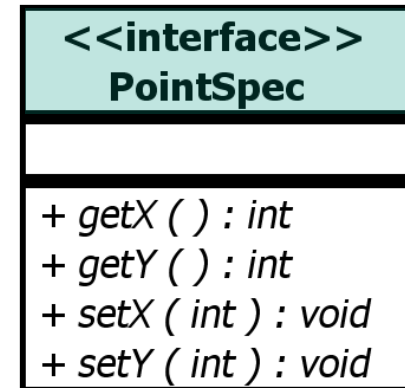 <<interface>>
PointSpec
+ getX ( ) : int
+ getY ( ) : int
+ setX ( int ) : void
+ setY ( int ) : void